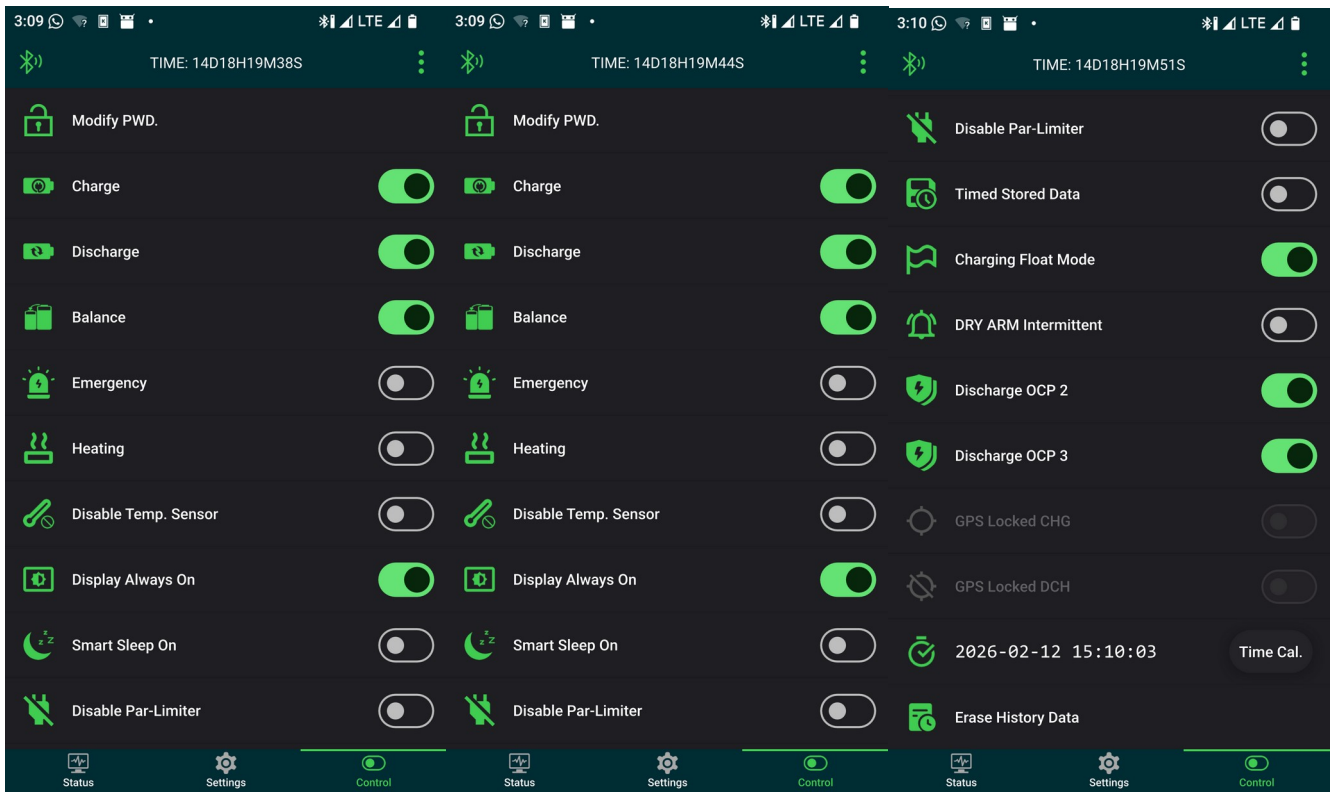 3:09
LTE
TIME: 14D18H19M38S
Modify PWD.
Charge
Discharge
Balance
Emergency
Heating
Disable Temp. Sensor
Display Always On
Smart Sleep On
Disable Par-Limiter
Status
Settings
Control
3:09
LTE
TIME: 14D18H19M44S
Modify PWD.
Charge
Discharge
Balance
Emergency
Heating
Disable Temp. Sensor
Display Always On
Smart Sleep On
Disable Par-Limiter
Status
Settings
Control
3:10
LTE
TIME: 14D18H19M51S
Disable Par-Limiter
Timed Stored Data
Charging Float Mode
DRY ARM Intermittent
Discharge OCP 2
Discharge OCP 3
GPS Locked CHG
GPS Locked DCH
2026-02-12 15:10:03
Time Cal.
Erase History Data
Status
Settings
Control